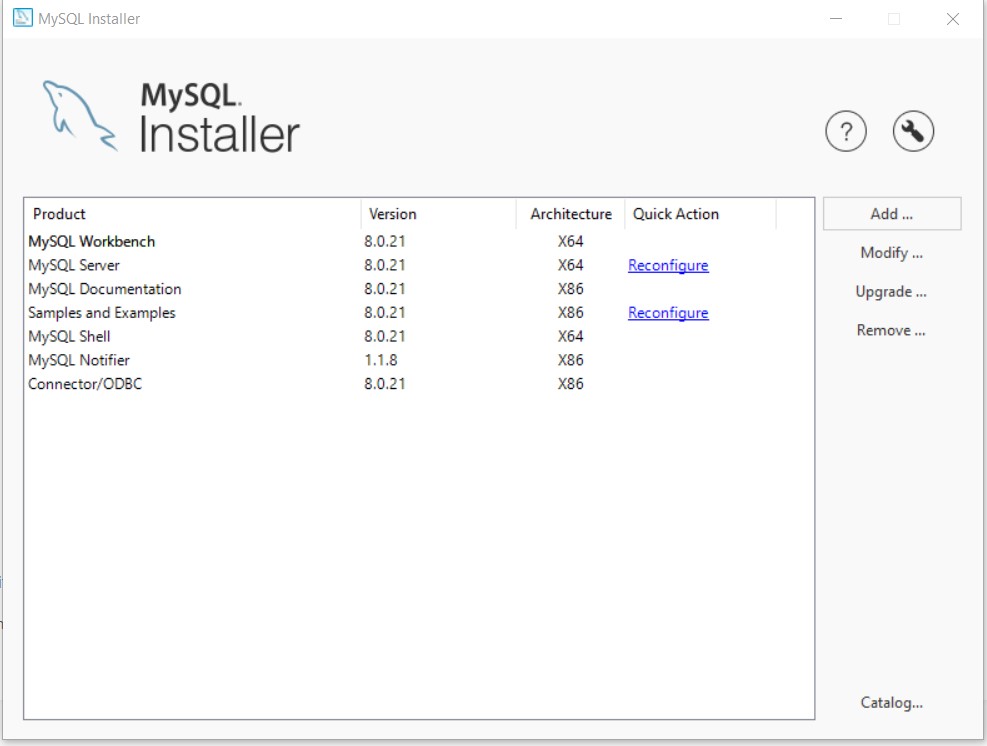 MySQL Installer
MySQL.
Installer
?
Product Version Architecture Quick Action
MySQL Workbench 8.0.21 X64
MySQL Server 8.0.21 X64 Reconfigure
MySQL Documentation 8.0.21 X86
Samples and Examples 8.0.21 X86 Reconfigure
MySQL Shell 8.0.21 X64
MySQL Notifier 1.1.8 X86
Connector/ODBC 8.0.21 X86
Add ...
Modify ...
Upgrade ...
Remove ...
Catalog...